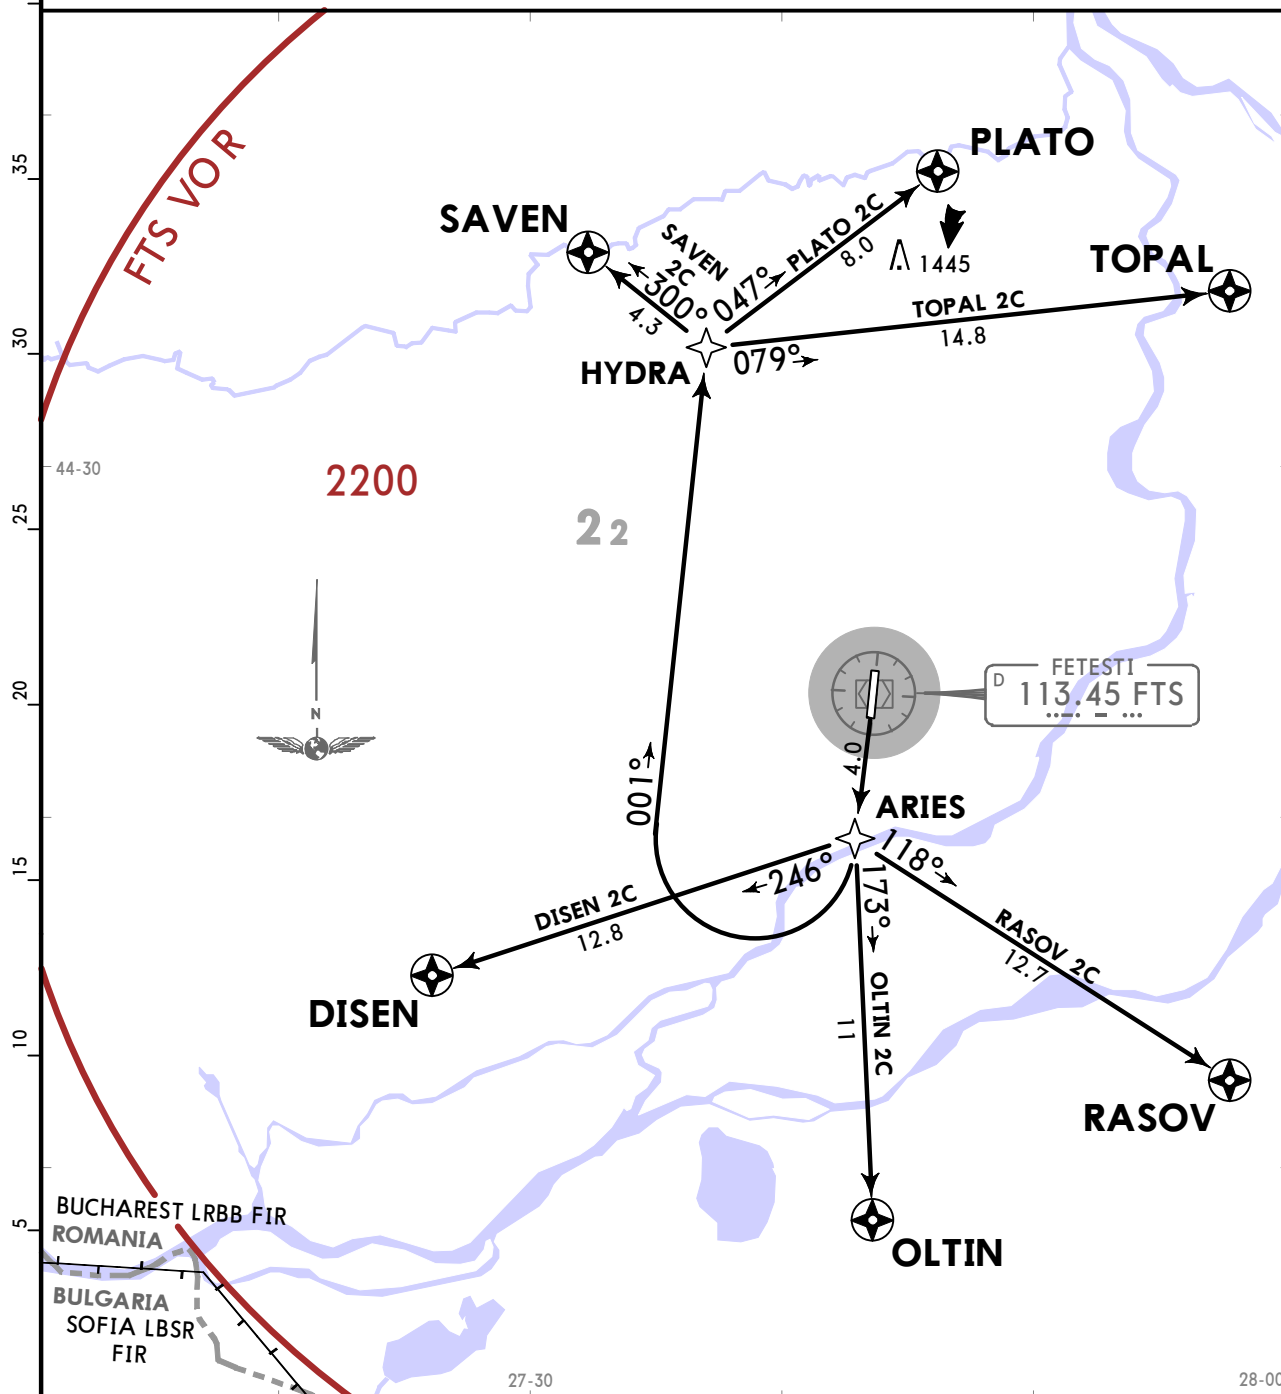 FTS VOR
PLATO
SAVEN
TOPAL
SAVEN
2C
300°
4.3
047°
PLATO 2C
8.0
1445
TOPAL 2C
14.8
HYDRA
079°
35
30
25
20
15
10
5
44-30
2200
22
N
FETESTI
D
113.45 FTS
4.0
001°
ARIES
118°
246°
173°
DISEN 2C
12.8
RASOV 2C
12.7
OLTIN 2C
11
DISEN
RASOV
OLTIN
BUCHAREST LRBB FIR
ROMANIA
BULGARIA
SOFIA LBSR
FIR
27-30
28-00